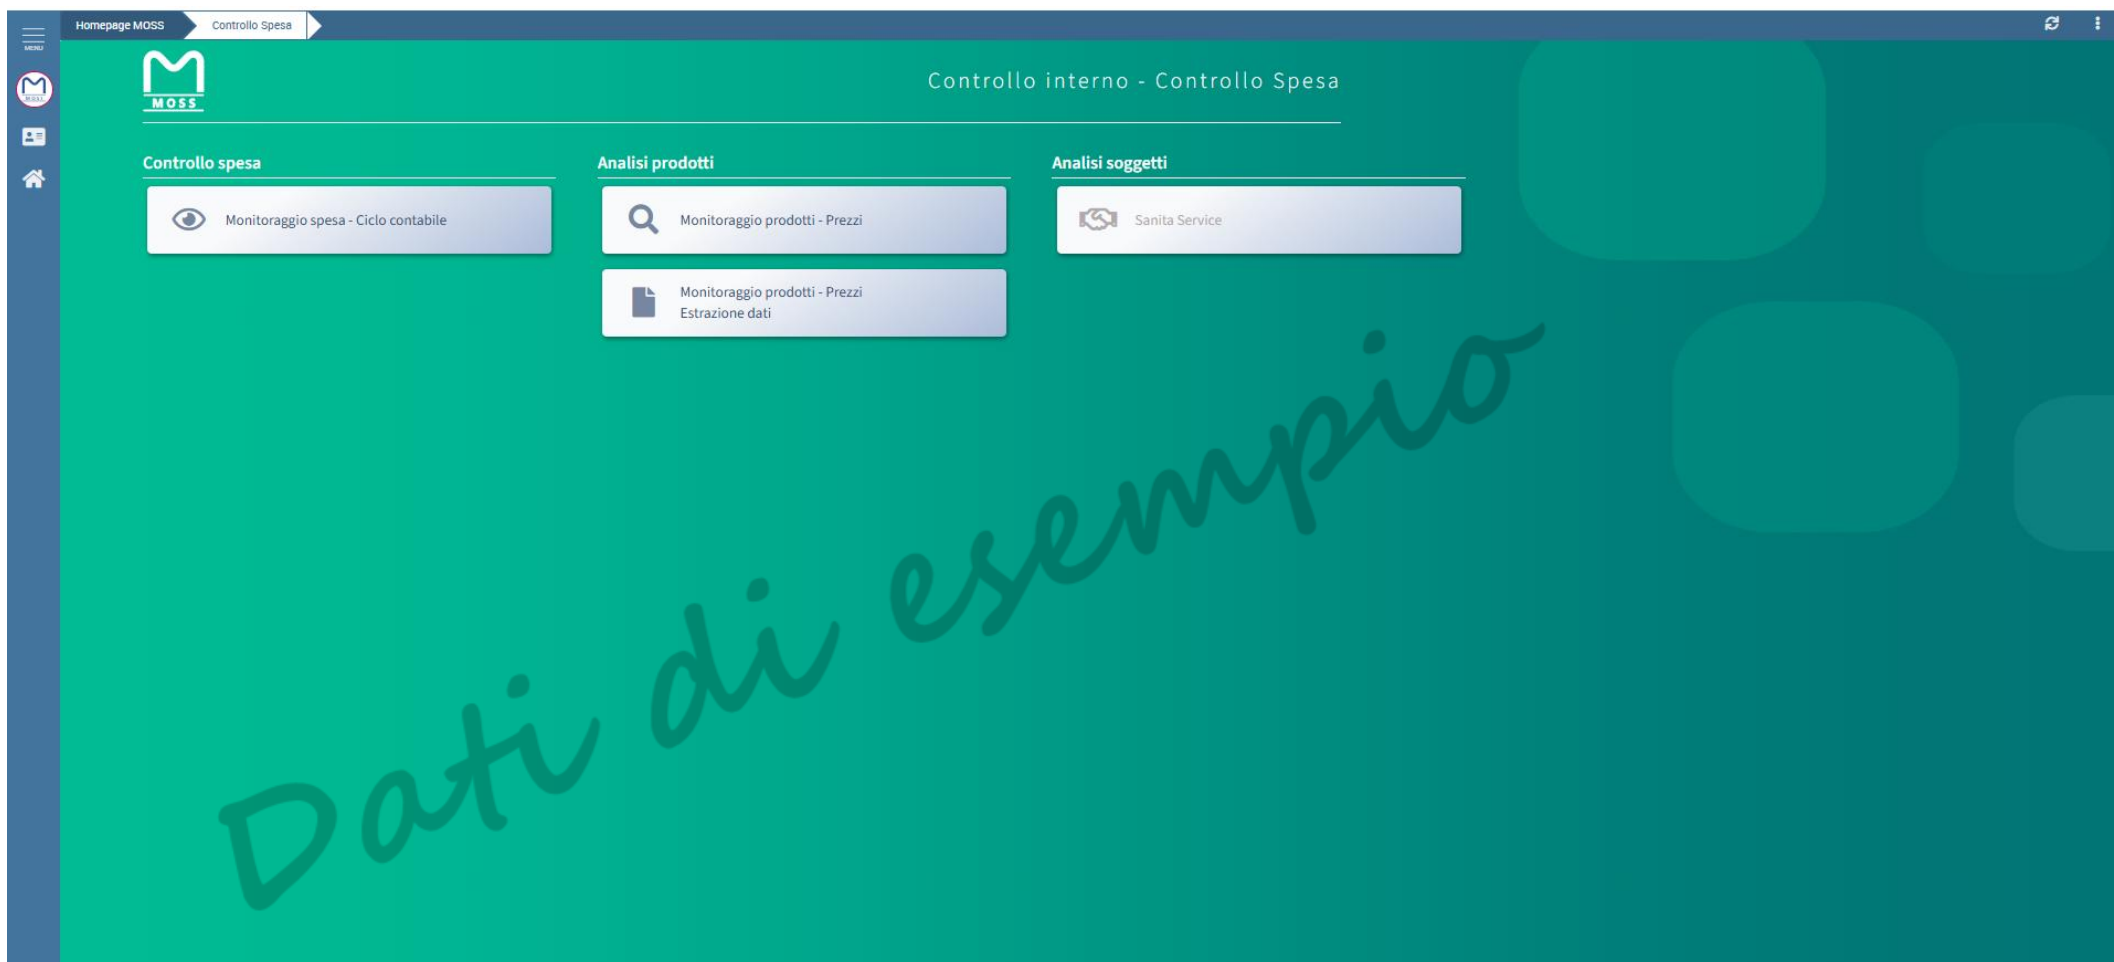 Homepage MOSS
Controllo Spesa
MENU
MOSS
MOSS
Controllo interno - Controllo Spesa
Controllo spesa
Monitoraggio spesa - Ciclo contabile
Analisi prodotti
Monitoraggio prodotti - Prezzi
Monitoraggio prodotti - Prezzi
Estrazione dati
Analisi soggetti
Sanita Service
Dati di esempio